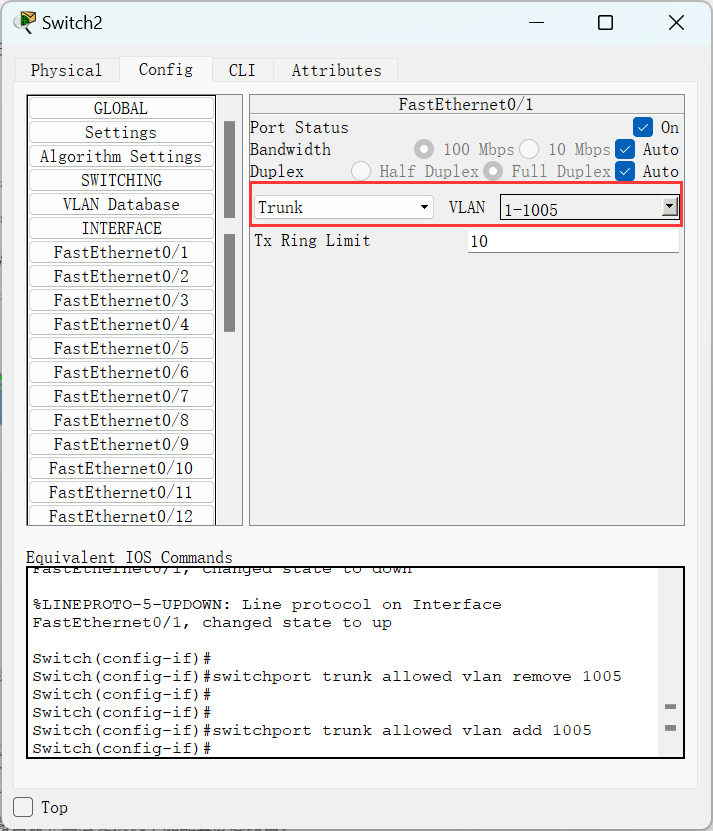 Switch2
Physical Config CLI Attributes
GLOBAL
Settings
Algorithm Settings
SWITCHING
VLAN Database
INTERFACE
FastEthernet0/1
FastEthernet0/2
FastEthernet0/3
FastEthernet0/4
FastEthernet0/5
FastEthernet0/6
FastEthernet0/7
FastEthernet0/8
FastEthernet0/9
FastEthernet0/10
FastEthernet0/11
FastEthernet0/12
FastEthernet0/1
Port Status On
Bandwidth 100 Mbps 10 Mbps Auto
Duplex Half Duplex Full Duplex Auto
Trunk VLAN 1-1005
Tx Ring Limit 10
Equivalent IOS Commands
FastEthernet0/1, changed state to down
%LINEPROTO-5-UPDOWN: Line protocol on Interface
FastEthernet0/1, changed state to up
Switch(config-if)#
Switch(config-if)#switchport trunk allowed vlan remove 1005
Switch(config-if)#
Switch(config-if)#
Switch(config-if)#switchport trunk allowed vlan add 1005
Switch(config-if)#
Top